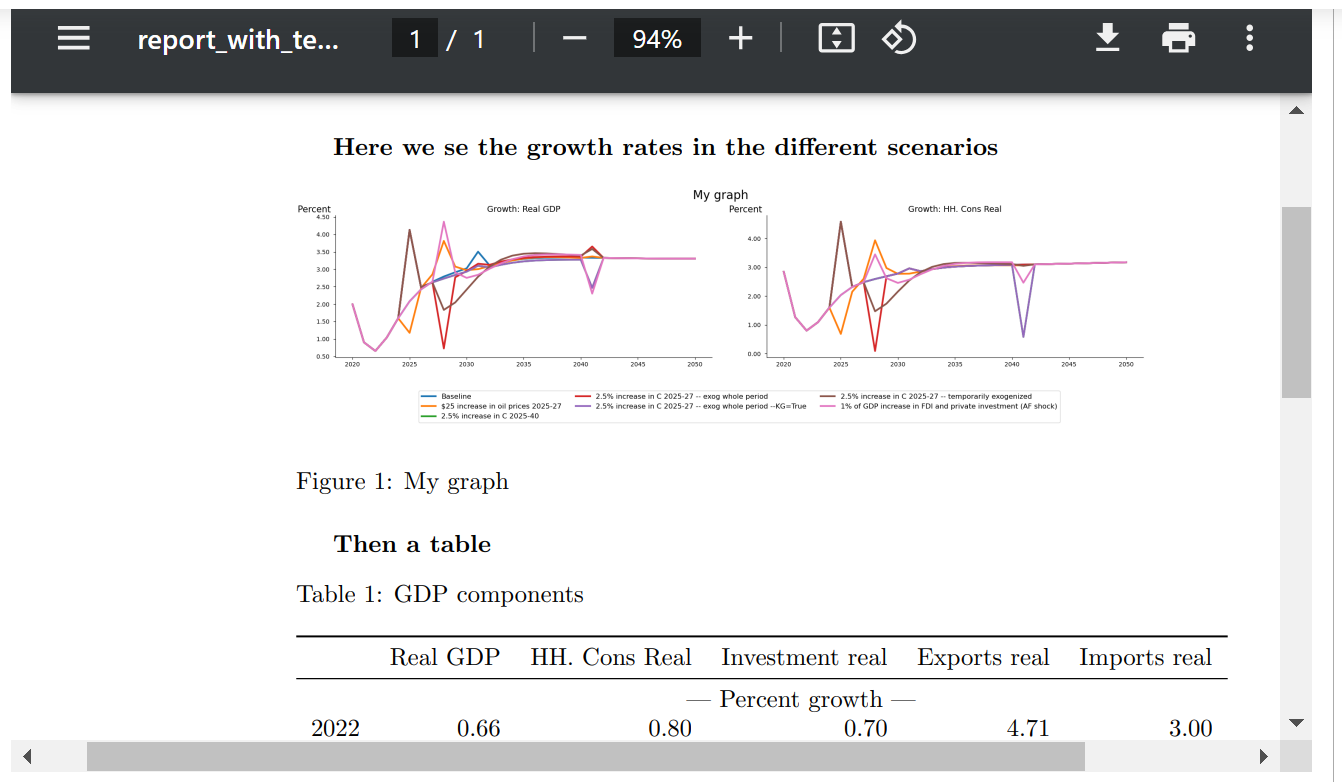 report_with_te...
1 / 1
94%
Here we se the growth rates in the different scenarios
My graph
Percent
Growth: Real GDP
4.50
4.00
3.50
3.00
2.50
2.00
1.50
1.00
0.50
2020 2025 2030 2035 2040 2045 2050
Percent
Growth: HH. Cons Real
4.00
3.00
2.00
1.00
0.00
2020 2025 2030 2035 2040 2045 2050
Baseline
$25 increase in oil prices 2025-27
2.5% increase in C 2025-40
2.5% increase in C 2025-27 -- exog whole period
2.5% increase in C 2025-27 -- exog whole period --KG=True
2.5% increase in C 2025-27 -- temporarily exogenized
1% of GDP increase in FDI and private investment (AF shock)
Figure 1: My graph
Then a table
Table 1: GDP components
Real GDP HH. Cons Real Investment real Exports real Imports real
— Percent growth —
2022 0.66 0.80 0.70 4.71 3.00